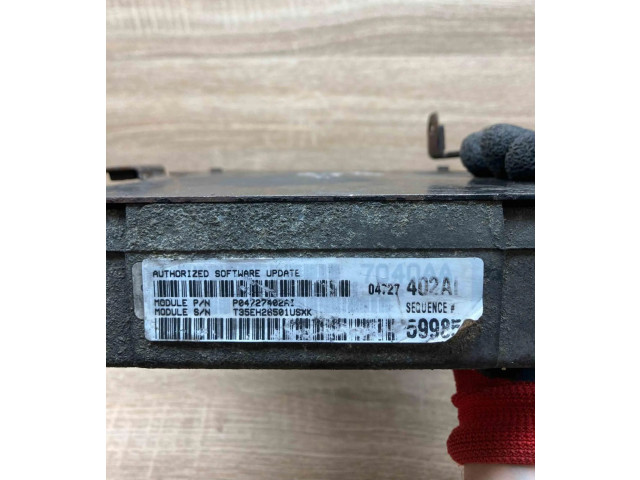 AUTHORIZED SOFTWARE UPDATE
04727 402AI
MODULE P/N P04727402AI
MODULE S/N T35EH28501USXK
SEQUENCE #
59985